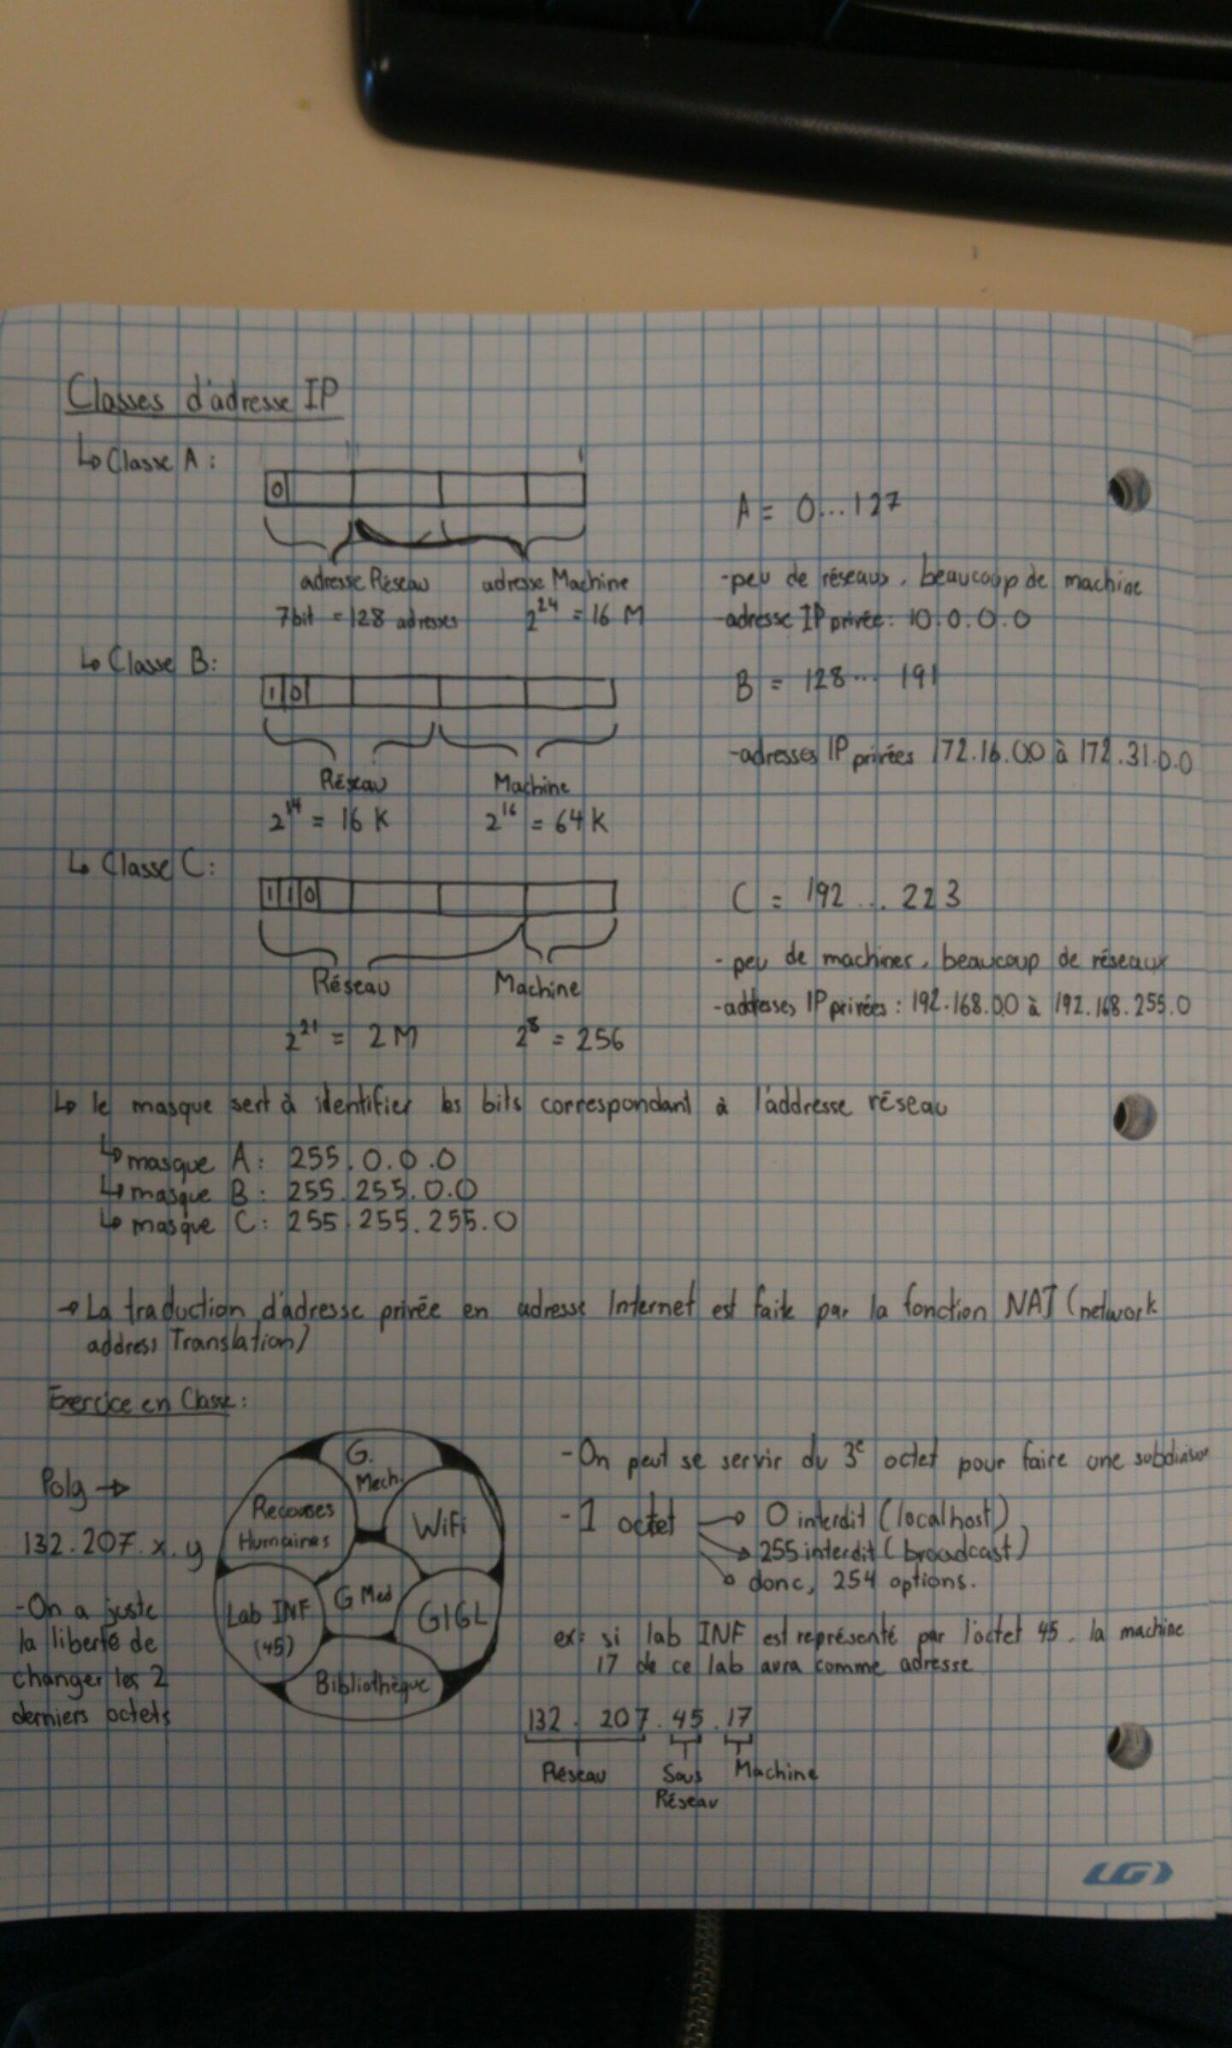 Classes d'adresse IP
↳ Classe A:
0
A = 0...127
adresse Réseau adresse Machine
7bit = 128 adresses 2^24 = 16 M
- peu de réseaux, beaucoup de machine
- adresse IP privée: 10.0.0.0
↳ Classe B:
1 0
B = 128... 191
Réseau Machine
2^14 = 16 K 2^16 = 64 K
- adresses IP privées 172.16.0.0 à 172.31.0.0
↳ Classe C:
1 1 0
C = 192 ... 223
Réseau Machine
2^21 = 2 M 2^8 = 256
- peu de machines, beaucoup de réseaux
- addresses IP privées: 192.168.0.0 à 192.168.255.0
↳ le masque sert à identifier les bits correspondant à l'addresse réseau
↳ masque A: 255.0.0.0
↳ masque B: 255.255.0.0
↳ masque C: 255.255.255.0
→ La traduction d'adresse privée en adresse Internet est faite par la fonction NAT (network
address Translation)
Exercice en Classe:
Poly →
132.207.x.y
- On a juste
la liberté de
changer les 2
derniers octets
G.
Mech.
Recouses
Humaines
WiFi
Lab INF
(45)
G Med
GIGL
Bibliothèque
- On peut se servir du 3e octet pour faire une subdivision
- 1 octet → 0 interdit (localhost)
→ 255 interdit (broadcast)
→ donc, 254 options.
ex: si lab INF est représenté par l'octet 45, la machine
17 de ce lab aura comme adresse
132.207.45.17
Réseau Sous Machine
Réseau
LG